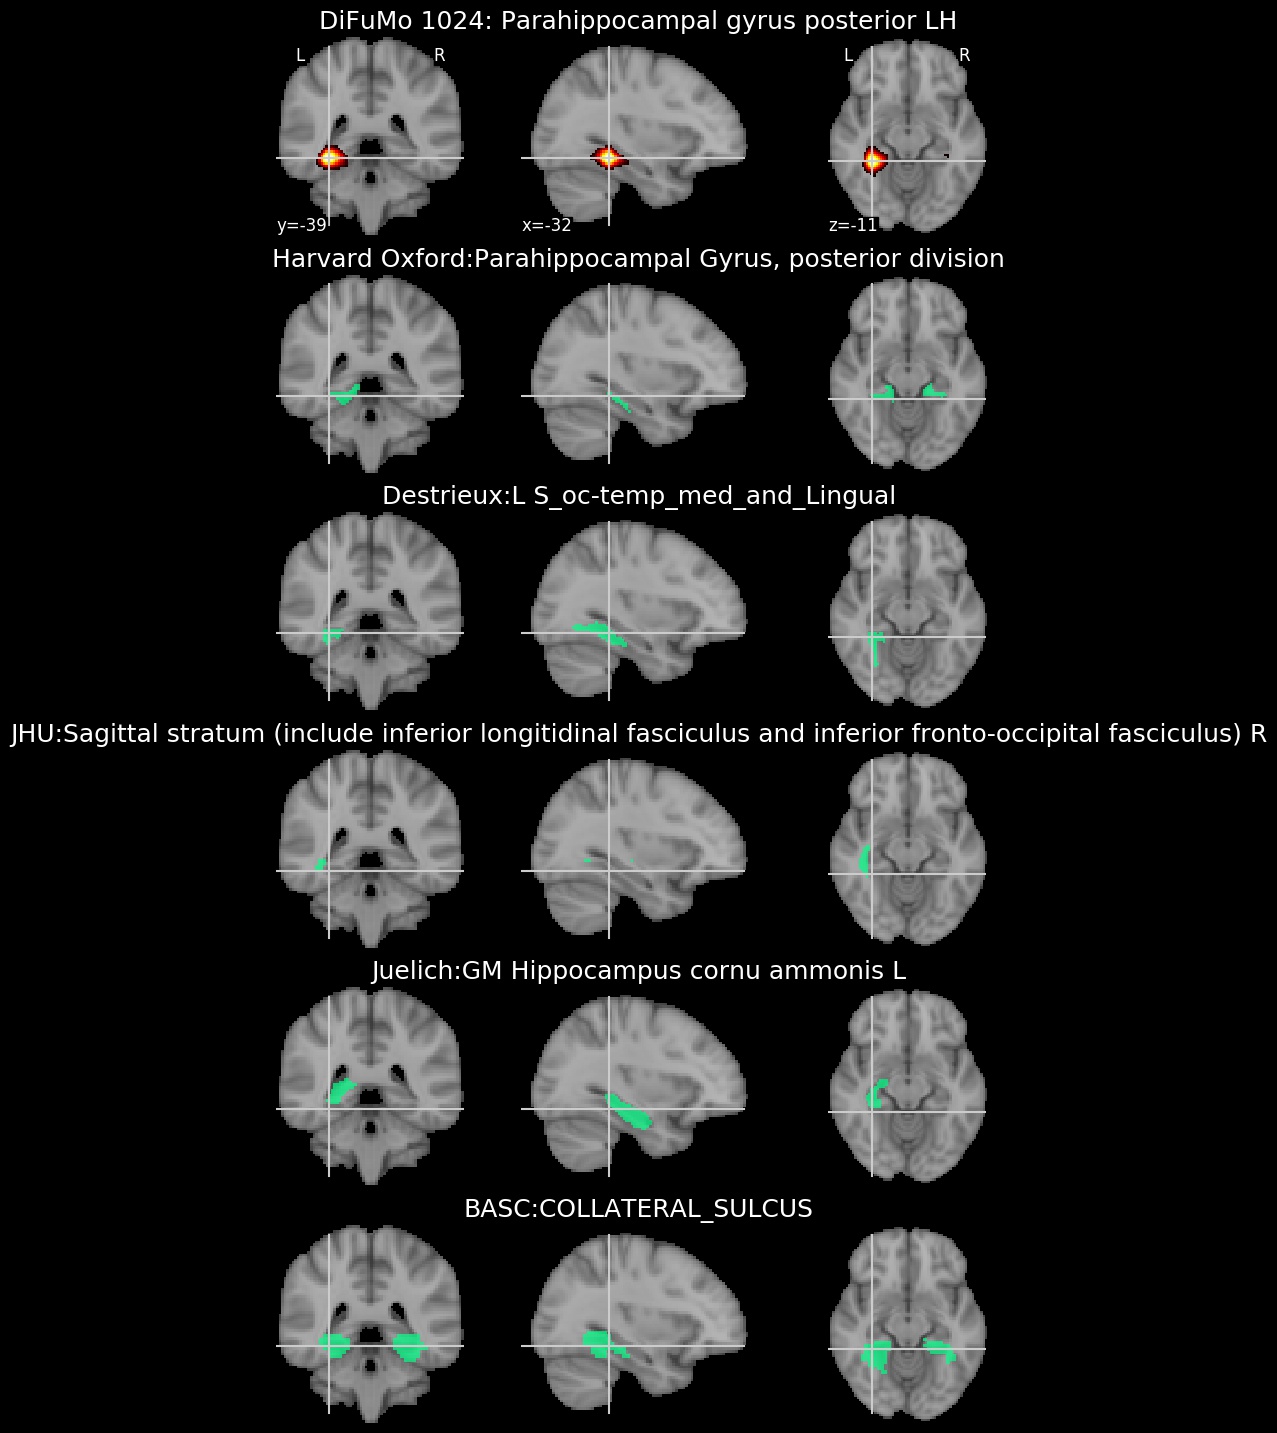 DiFuMo 1024: Parahippocampal gyrus posterior LH
L R L R
y=-39 x=-32 z=-11
Harvard Oxford:Parahippocampal Gyrus, posterior division
Destrieux:L S_oc-temp_med_and_Lingual
JHU:Sagittal stratum (include inferior longitidinal fasciculus and inferior fronto-occipital fasciculus) R
Juelich:GM Hippocampus cornu ammonis L
BASC:COLLATERAL_SULCUS